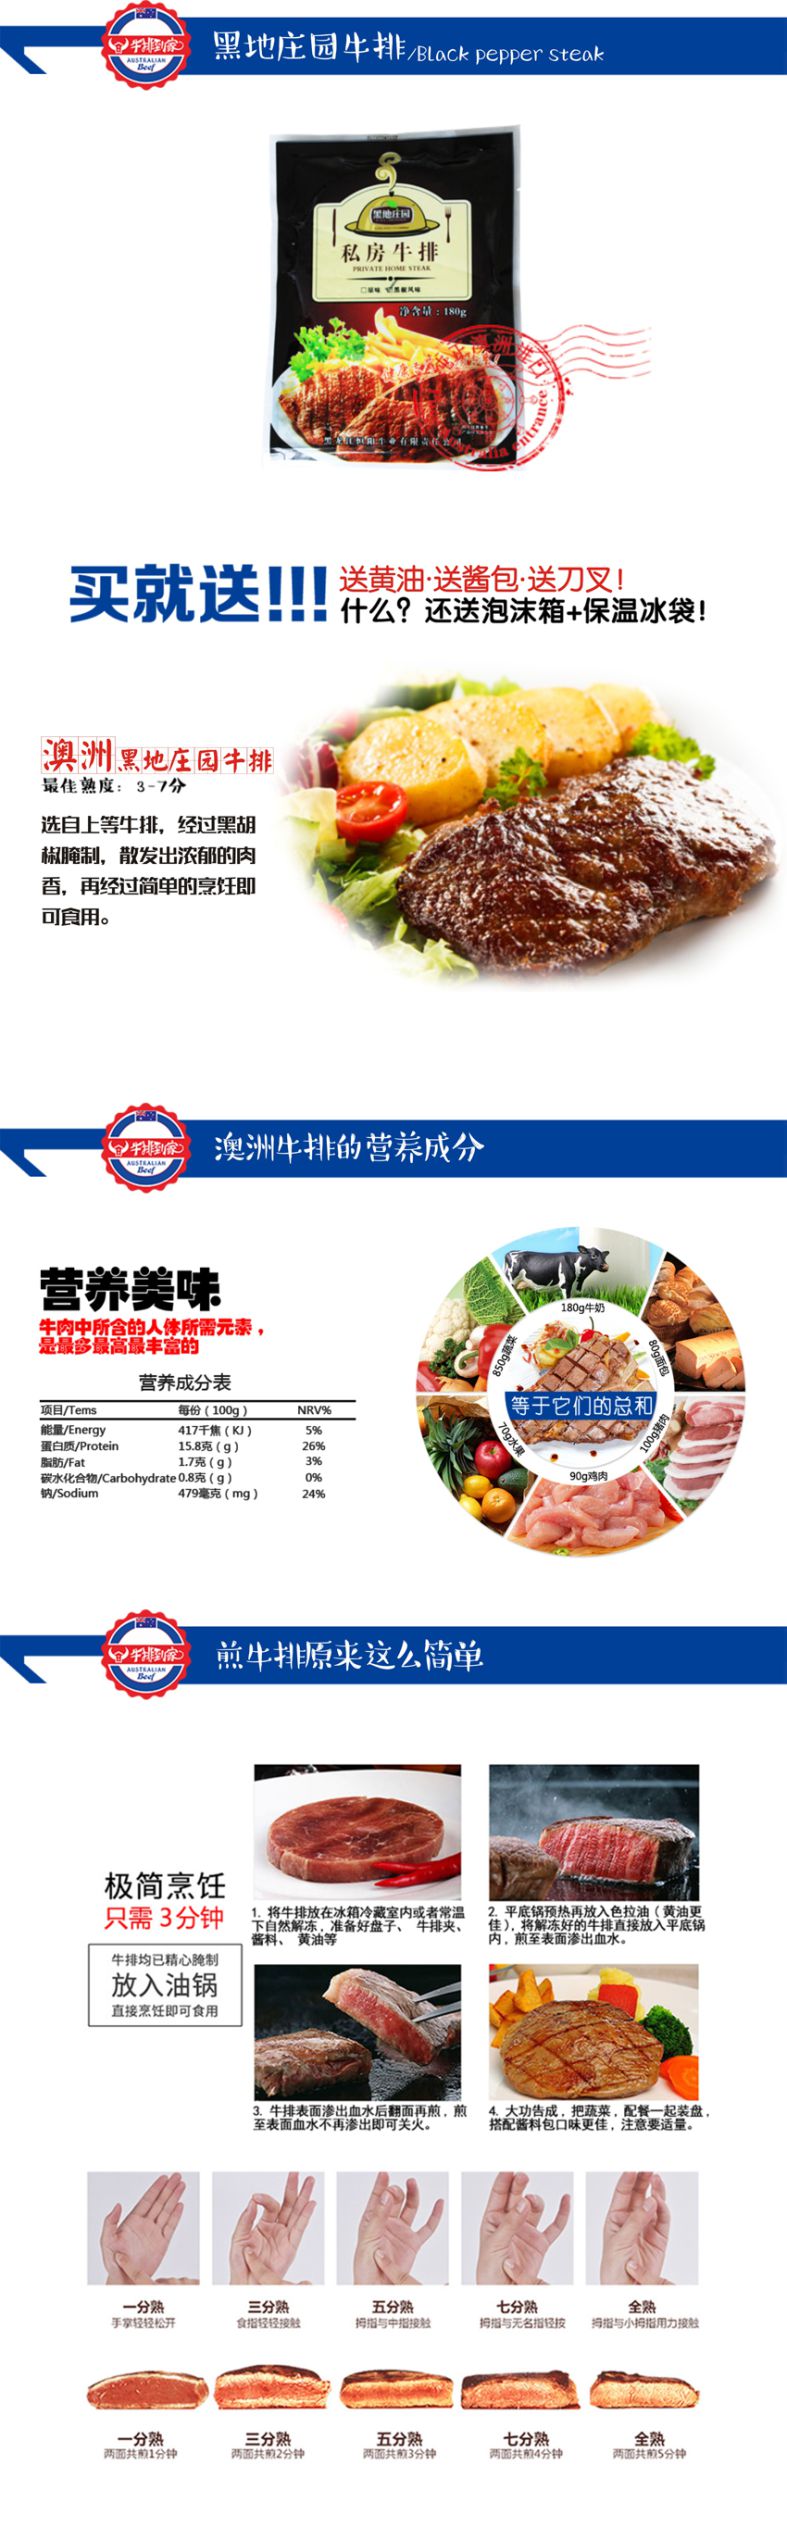 牛排到家
AUSTRALIAN
Beef
黑地庄园牛排/Black pepper steak
黑地庄园
私房牛排
PRIVATE HOME STEAK
原味 黑椒风味
净含量：180g
澳洲进口
entrance
黑龙江恒阳牛业有限责任公司
买就送!!!
送黄油·送酱包·送刀叉!
什么？还送泡沫箱+保温冰袋!
澳洲黑地庄园牛排
最佳熟度：3-7分
选自上等牛排，经过黑胡
椒腌制，散发出浓郁的肉
香，再经过简单的烹饪即
可食用。
牛排到家
AUSTRALIAN
Beef
澳洲牛排的营养成分
营养美味
牛肉中所含的人体所需元素，
是最多最高最丰富的
营养成分表
项目/Tems 每份（100g） NRV%
能量/Energy 417千焦（KJ） 5%
蛋白质/Protein 15.8克（g） 26%
脂肪/Fat 1.7克（g） 3%
碳水化合物/Carbohydrate 0.8克（g） 0%
钠/Sodium 479毫克（mg） 24%
180g牛奶
80g面包
100g猪肉
90g鸡肉
70g水果
850g蔬菜
等于它们的总和
牛排到家
AUSTRALIAN
Beef
煎牛排原来这么简单
极简烹饪
只需3分钟
牛排均已精心腌制
放入油锅
直接烹饪即可食用
1. 将牛排放在冰箱冷藏室内或者常温
下自然解冻，准备好盘子、牛排夹、
酱料、黄油等
2. 平底锅预热再放入色拉油（黄油更
佳），将解冻好的牛排直接放入平底锅
内，煎至表面渗出血水。
3. 牛排表面渗出血水后翻面再煎，煎
至表面血水不再渗出即可关火。
4. 大功告成，把蔬菜，配餐一起装盘，
搭配酱料包口味更佳，注意要适量。
一分熟
手掌轻轻松开
三分熟
食指轻轻接触
五分熟
拇指与中指接触
七分熟
拇指与无名指轻按
全熟
拇指与小拇指用力接触
一分熟
两面共煎1分钟
三分熟
两面共煎2分钟
五分熟
两面共煎3分钟
七分熟
两面共煎4分钟
全熟
两面共煎5分钟